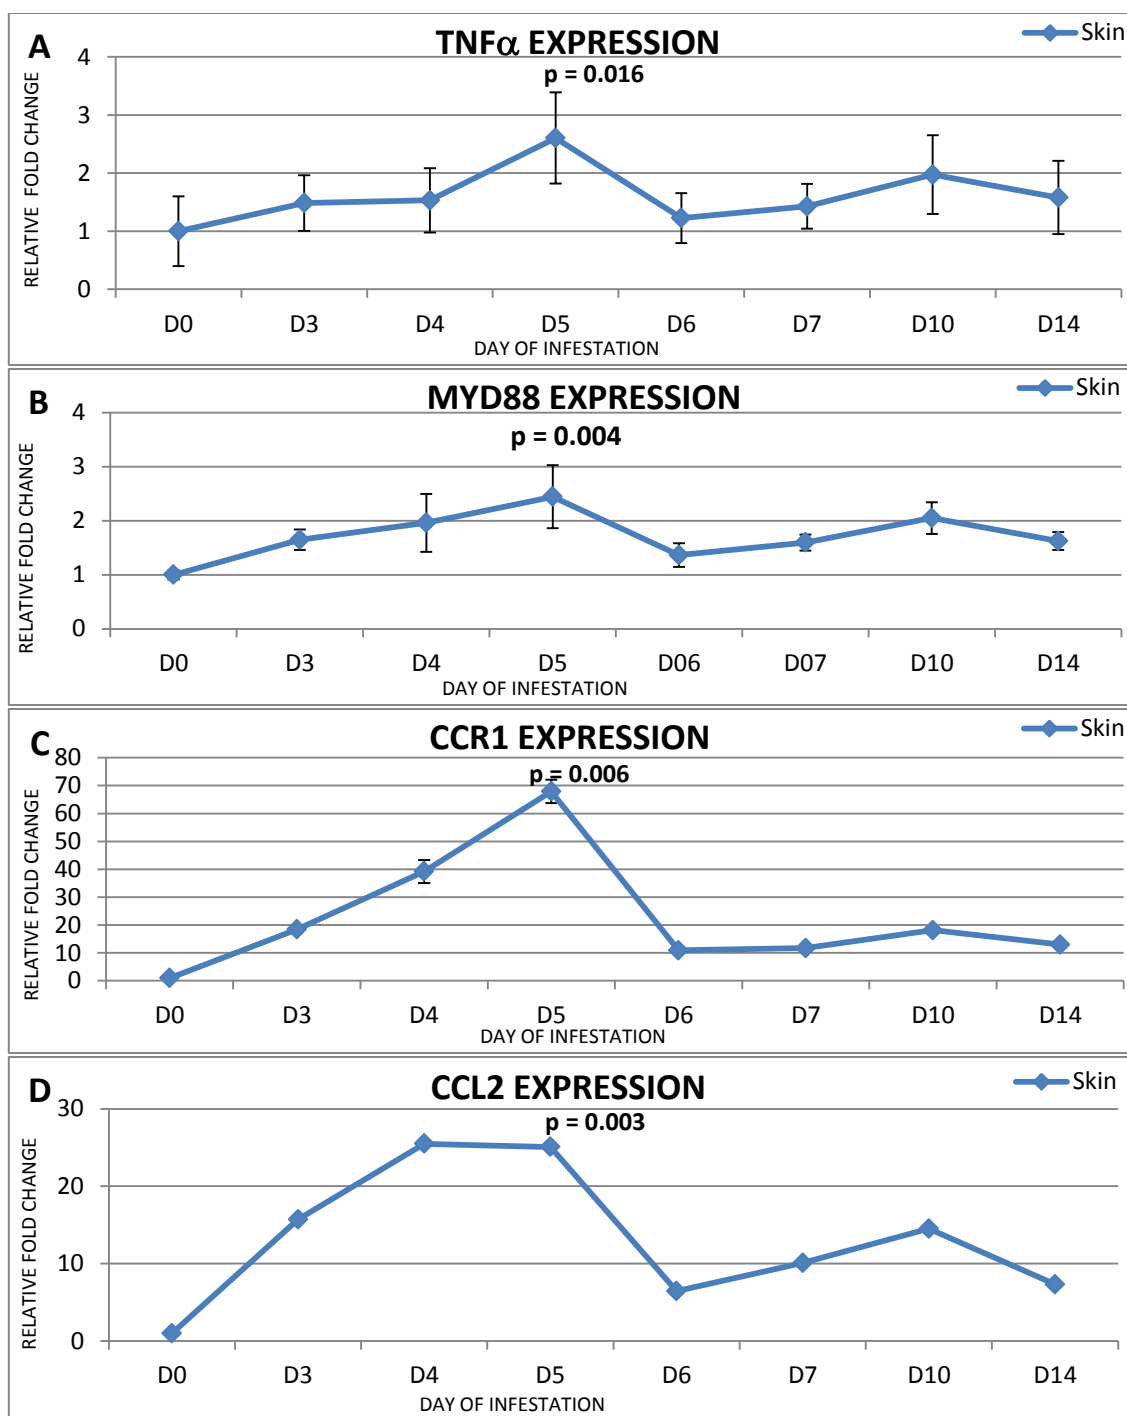 A
TNFα EXPRESSION
Skin
p = 0.016
RELATIVE FOLD CHANGE
4
3
2
1
0
D0 D3 D4 D5 D6 D7 D10 D14
DAY OF INFESTATION
B
MYD88 EXPRESSION
Skin
p = 0.004
RELATIVE FOLD CHANGE
4
3
2
1
0
D0 D3 D4 D5 D06 D07 D10 D14
DAY OF INFESTATION
C
CCR1 EXPRESSION
Skin
p = 0.006
RELATIVE FOLD CHANGE
80
70
60
50
40
30
20
10
0
D0 D3 D4 D5 D6 D7 D10 D14
DAY OF INFESTATION
D
CCL2 EXPRESSION
Skin
p = 0.003
RELATIVE FOLD CHANGE
30
20
10
0
D0 D3 D4 D5 D6 D7 D10 D14
DAY OF INFESTATION